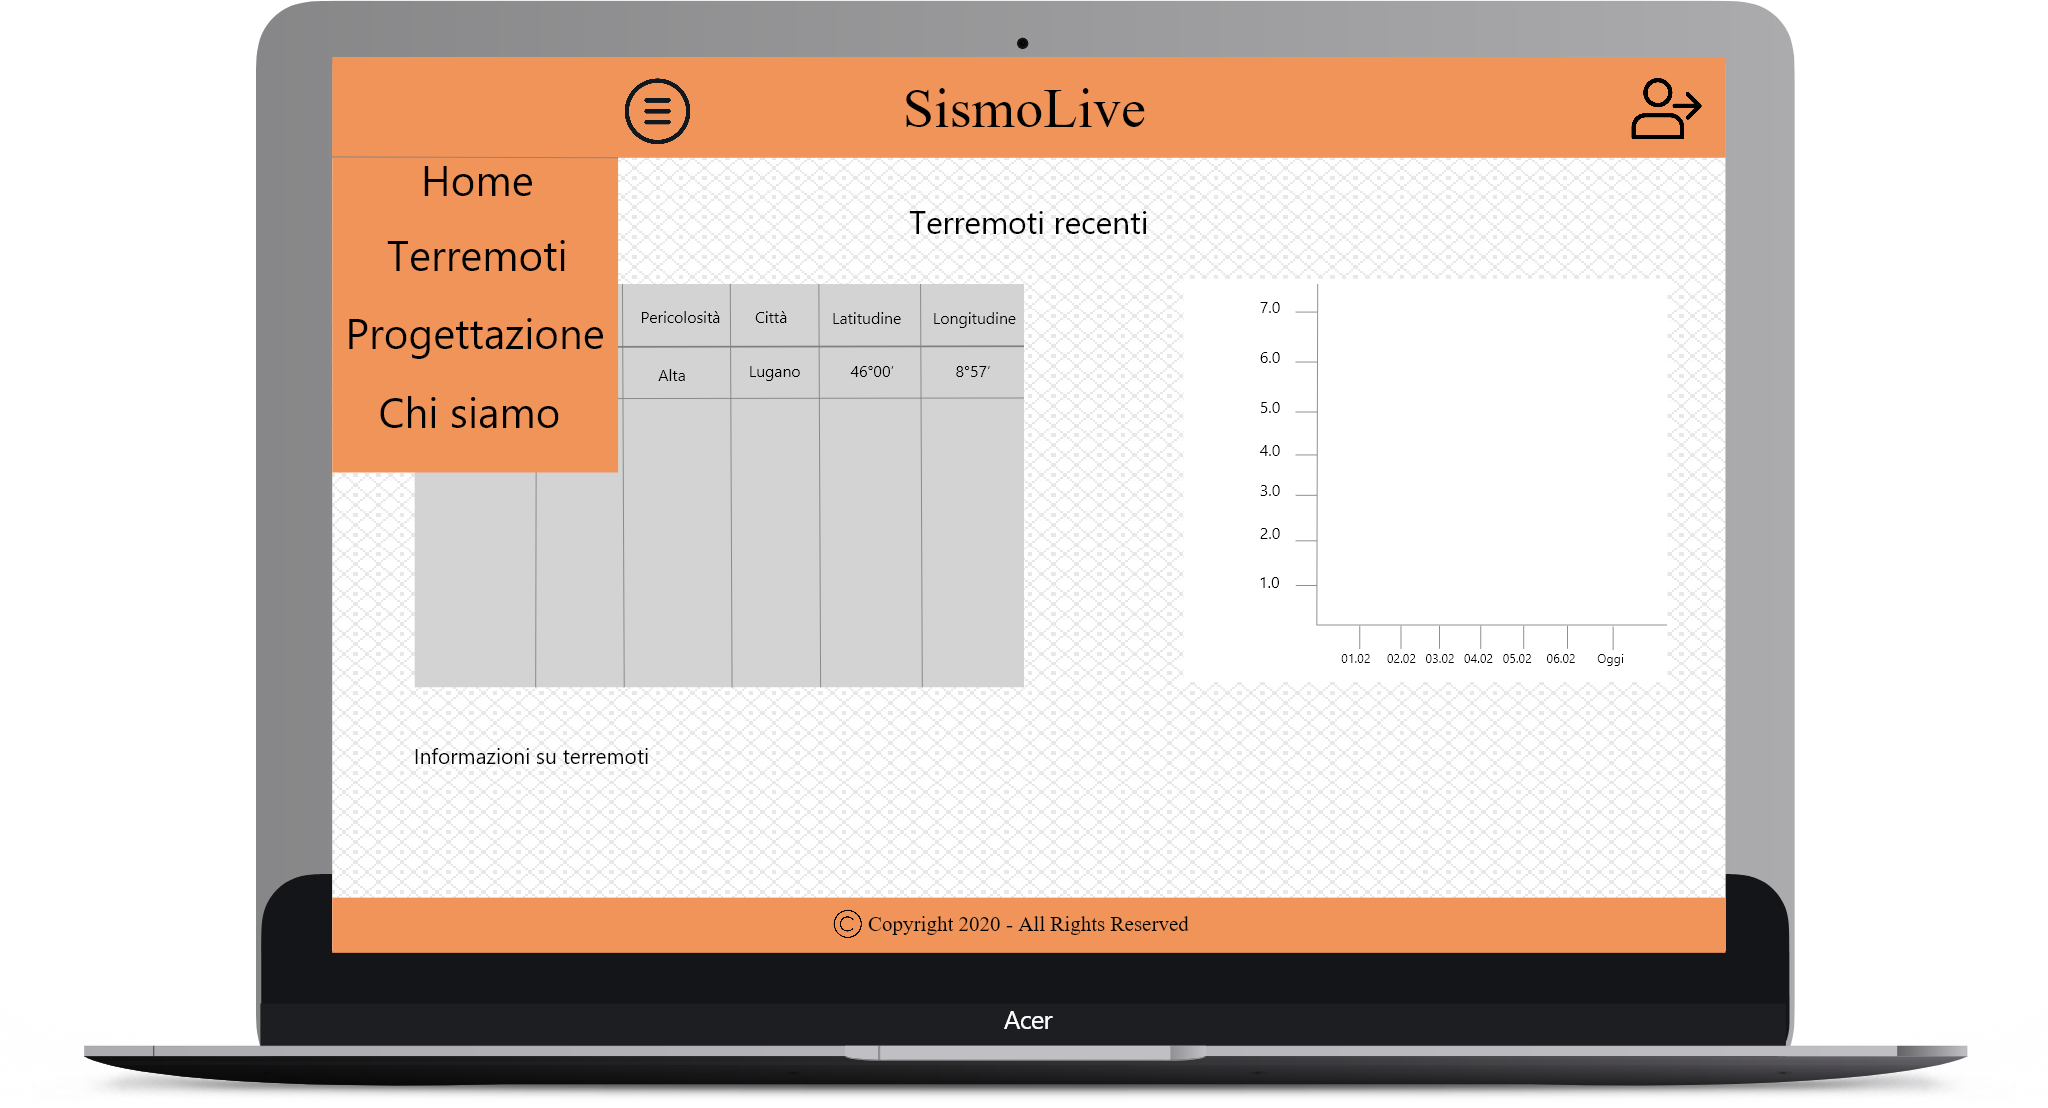 SismoLive
Home
Terremoti
Progettazione
Chi siamo
Terremoti recenti
Pericolosità Città Latitudine Longitudine
Alta Lugano 46°00' 8°57'
7.0
6.0
5.0
4.0
3.0
2.0
1.0
01.02 02.02 03.02 04.02 05.02 06.02 Oggi
Informazioni su terremoti
© Copyright 2020 - All Rights Reserved
Acer